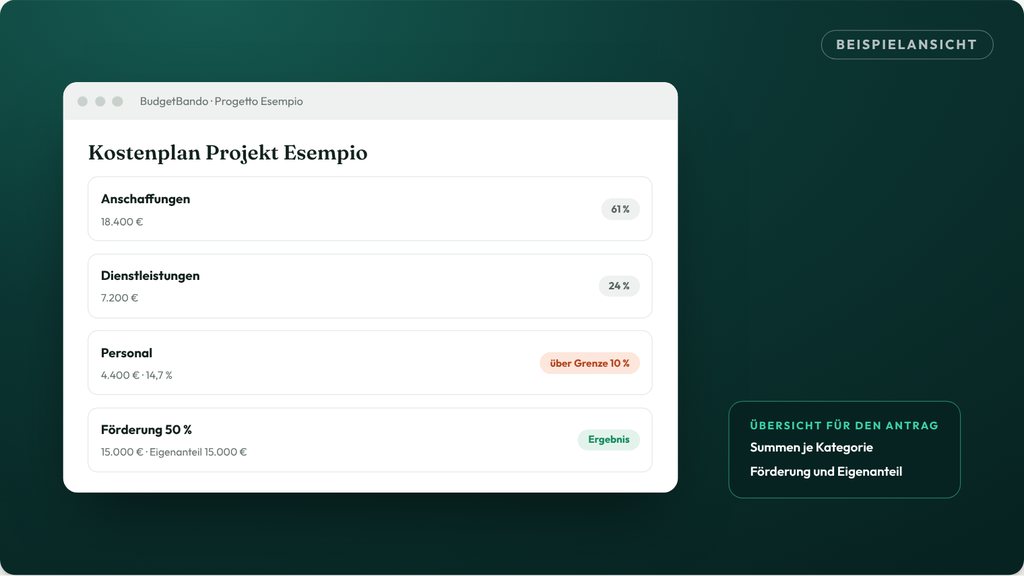 BEISPIELANSICHT
BudgetBando · Progetto Esempio
Kostenplan Projekt Esempio
Anschaffungen
18.400 €
61 %
Dienstleistungen
7.200 €
24 %
Personal
4.400 € · 14,7 %
über Grenze 10 %
Förderung 50 %
15.000 € · Eigenanteil 15.000 €
Ergebnis
ÜBERSICHT FÜR DEN ANTRAG
Summen je Kategorie
Förderung und Eigenanteil